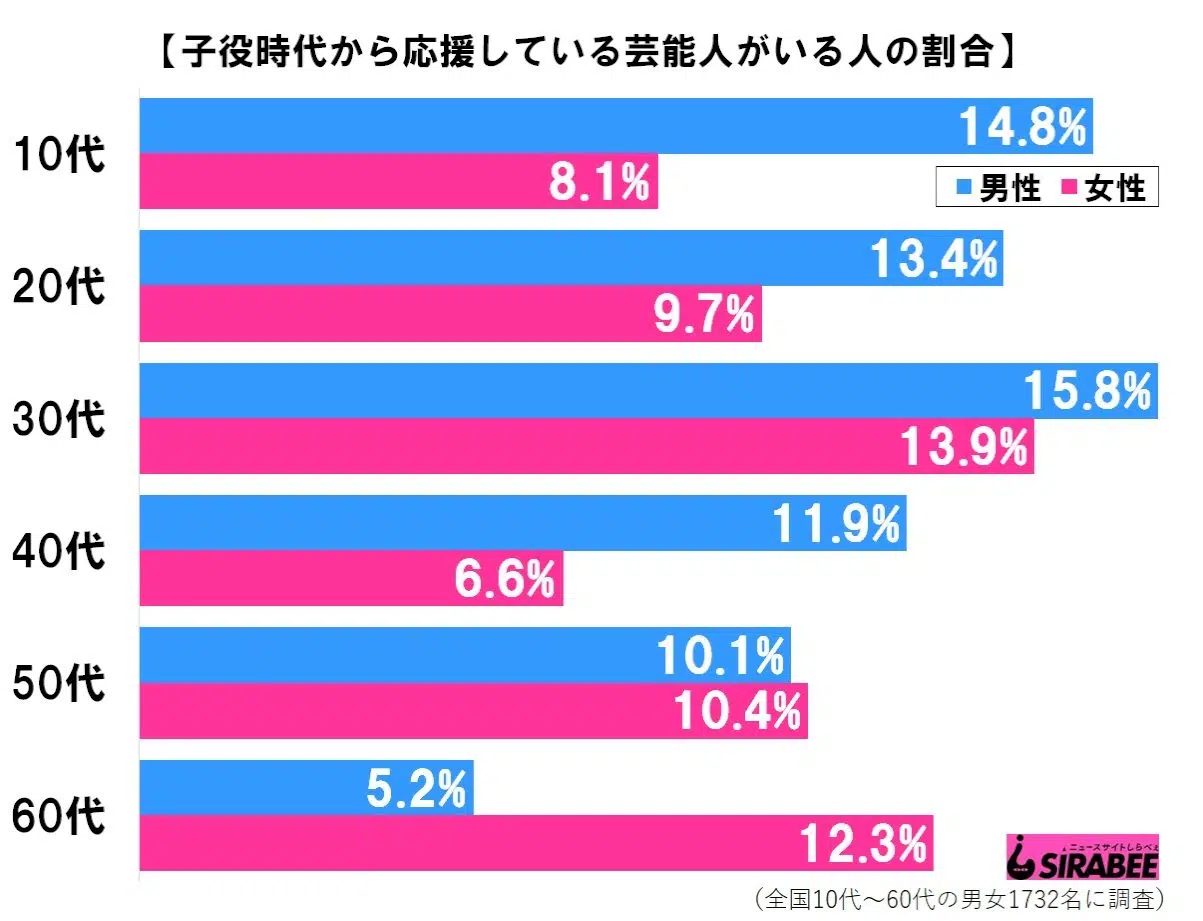 【子役時代から応援している芸能人がいる人の割合】
10代
14.8%
8.1%
男性 女性
20代
13.4%
9.7%
30代
15.8%
13.9%
40代
11.9%
6.6%
50代
10.1%
10.4%
60代
5.2%
12.3%
ニュースサイトしらべぇ
SIRABEE
（全国10代～60代の男女1732名に調査）